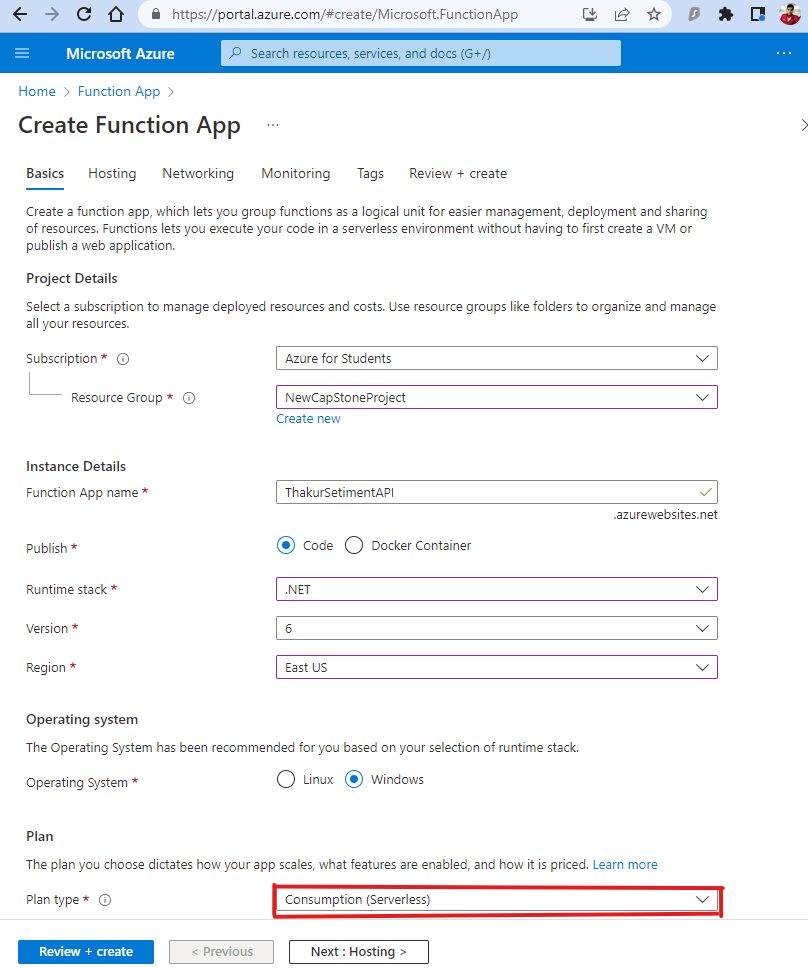 https://portal.azure.com/#create/Microsoft.FunctionApp
Microsoft Azure
Search resources, services, and docs (G+/)
Home > Function App >
Create Function App
Basics Hosting Networking Monitoring Tags Review + create
Create a function app, which lets you group functions as a logical unit for easier management, deployment and sharing
of resources. Functions lets you execute your code in a serverless environment without having to first create a VM or
publish a web application.
Project Details
Select a subscription to manage deployed resources and costs. Use resource groups like folders to organize and manage
all your resources.
Subscription * Azure for Students
Resource Group * NewCapStoneProject
Create new
Instance Details
Function App name * ThakurSetimentAPI
.azurewebsites.net
Publish * Code Docker Container
Runtime stack * .NET
Version * 6
Region * East US
Operating system
The Operating System has been recommended for you based on your selection of runtime stack.
Operating System * Linux Windows
Plan
The plan you choose dictates how your app scales, what features are enabled, and how it is priced. Learn more
Plan type * Consumption (Serverless)
Review + create < Previous Next : Hosting >